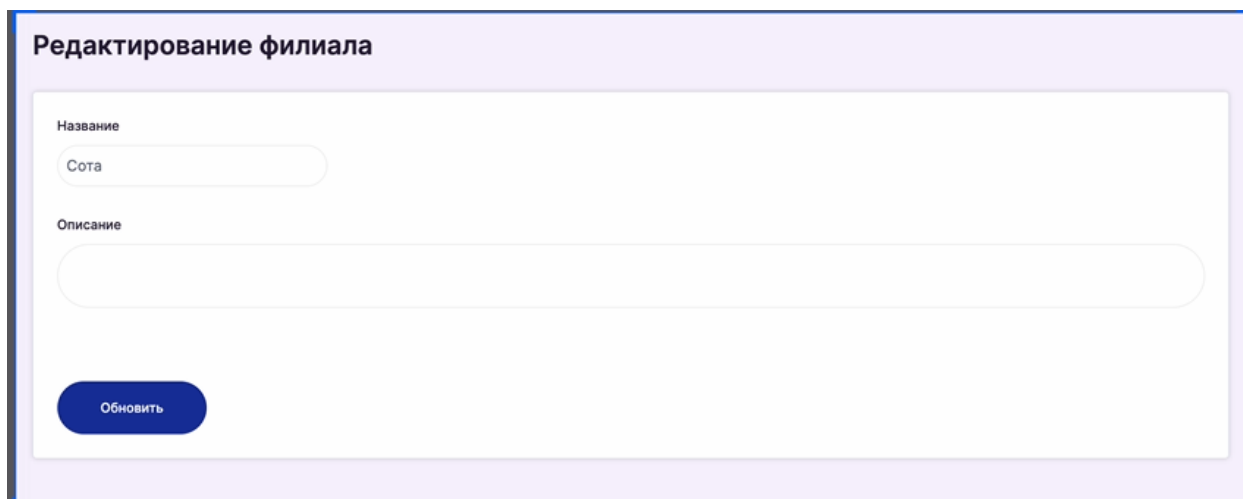 Редактирование филиала
Название
Сота
Описание
Обновить